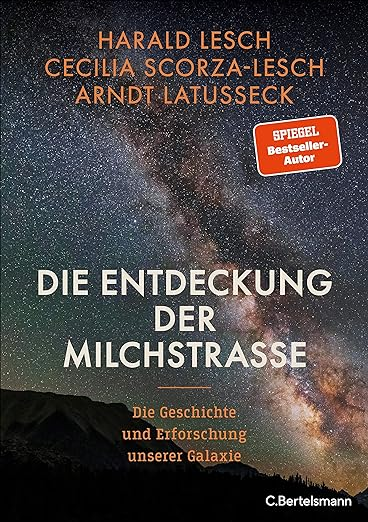 HARALD LESCH
CECILIA SCORZA-LESCH
ARNDT LATUSSECK
SPIEGEL
Bestseller-
Autor
DIE ENTDECKUNG
DER
MILCHSTRASSE
Die Geschichte
und Erforschung
unserer Galaxie
C.Bertelsmann